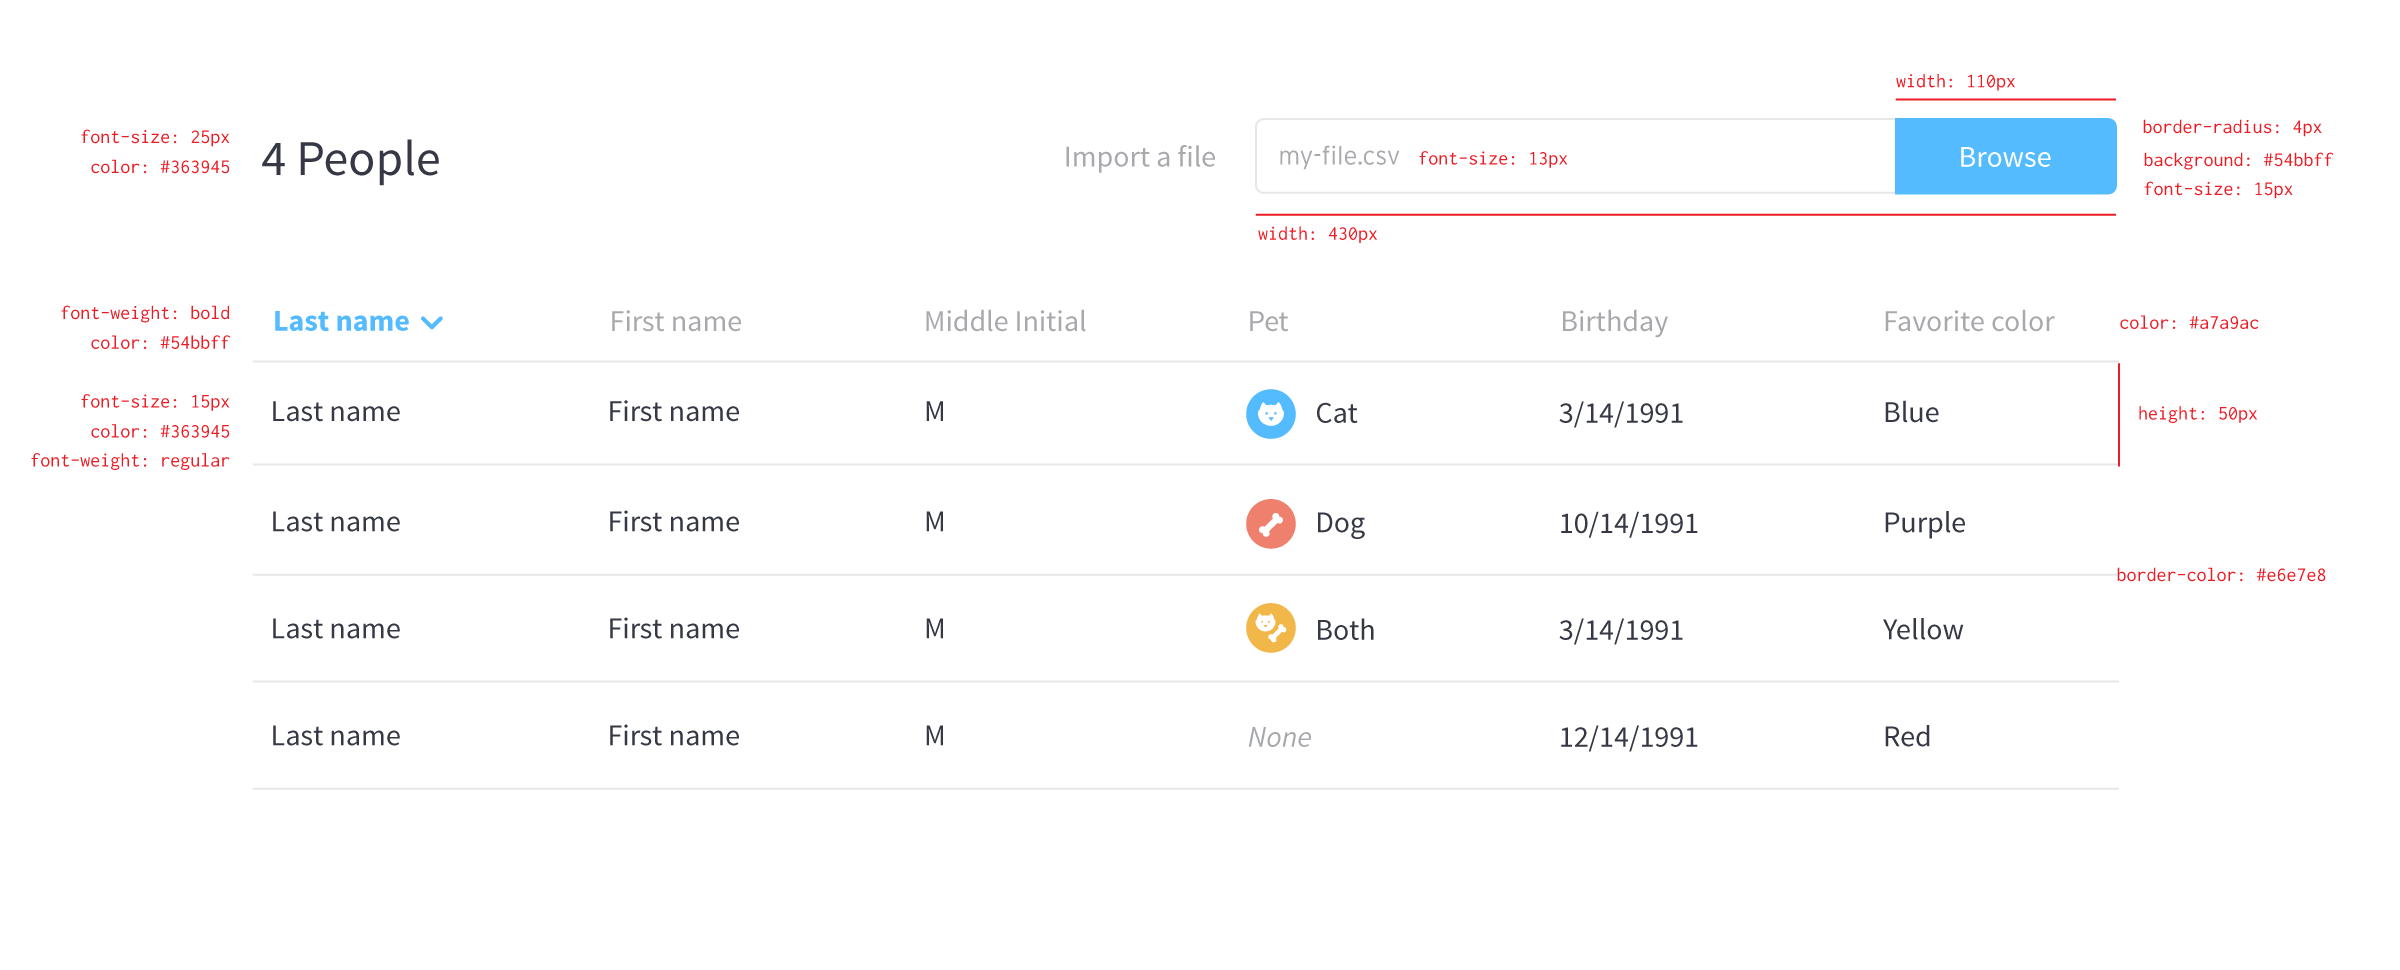 width: 110px
font-size: 25px
color: #363945
4 People
Import a file
my-file.csv
font-size: 13px
Browse
border-radius: 4px
background: #54bbff
font-size: 15px
width: 430px
font-weight: bold
color: #54bbff
Last name
First name
Middle Initial
Pet
Birthday
Favorite color
color: #a7a9ac
font-size: 15px
color: #363945
font-weight: regular
Last name
First name
M
Cat
3/14/1991
Blue
height: 50px
Last name
First name
M
Dog
10/14/1991
Purple
border-color: #e6e7e8
Last name
First name
M
Both
3/14/1991
Yellow
Last name
First name
M
None
12/14/1991
Red